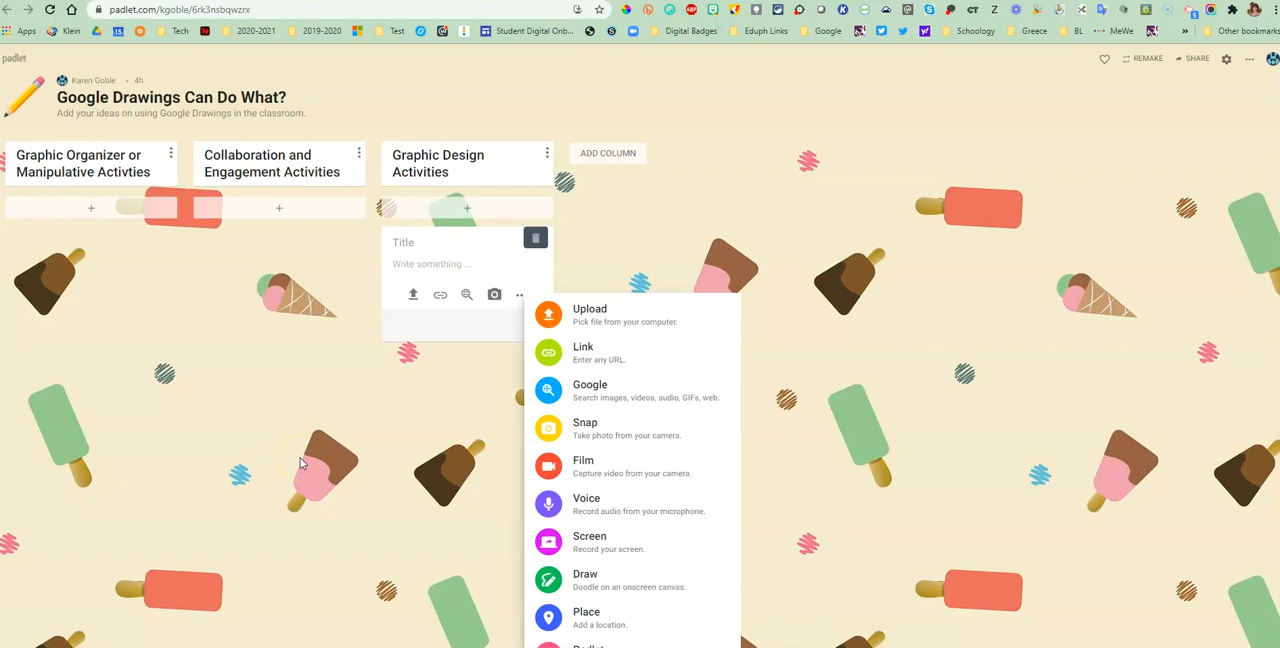 padlet.com/kgoble/6rk3nsbqwzrx
Apps Klein Tech 2020-2021 2019-2020 Test Student Digital Onb... Digital Badges Eduph Links Google Schoology Greece BL MeWe » Other bookmarks
padlet
Karen Goble • 4h
REMAKE SHARE
Google Drawings Can Do What?
Add your ideas on using Google Drawings in the classroom.
Graphic Organizer or
Manipulative Activties
Collaboration and
Engagement Activities
Graphic Design
Activities
ADD COLUMN
Title
Write something ...
Upload
Pick file from your computer.
Link
Enter any URL.
Google
Search images, videos, audio, GIFs, web.
Snap
Take photo from your camera.
Film
Capture video from your camera.
Voice
Record audio from your microphone.
Screen
Record your screen.
Draw
Doodle on an onscreen canvas.
Place
Add a location.